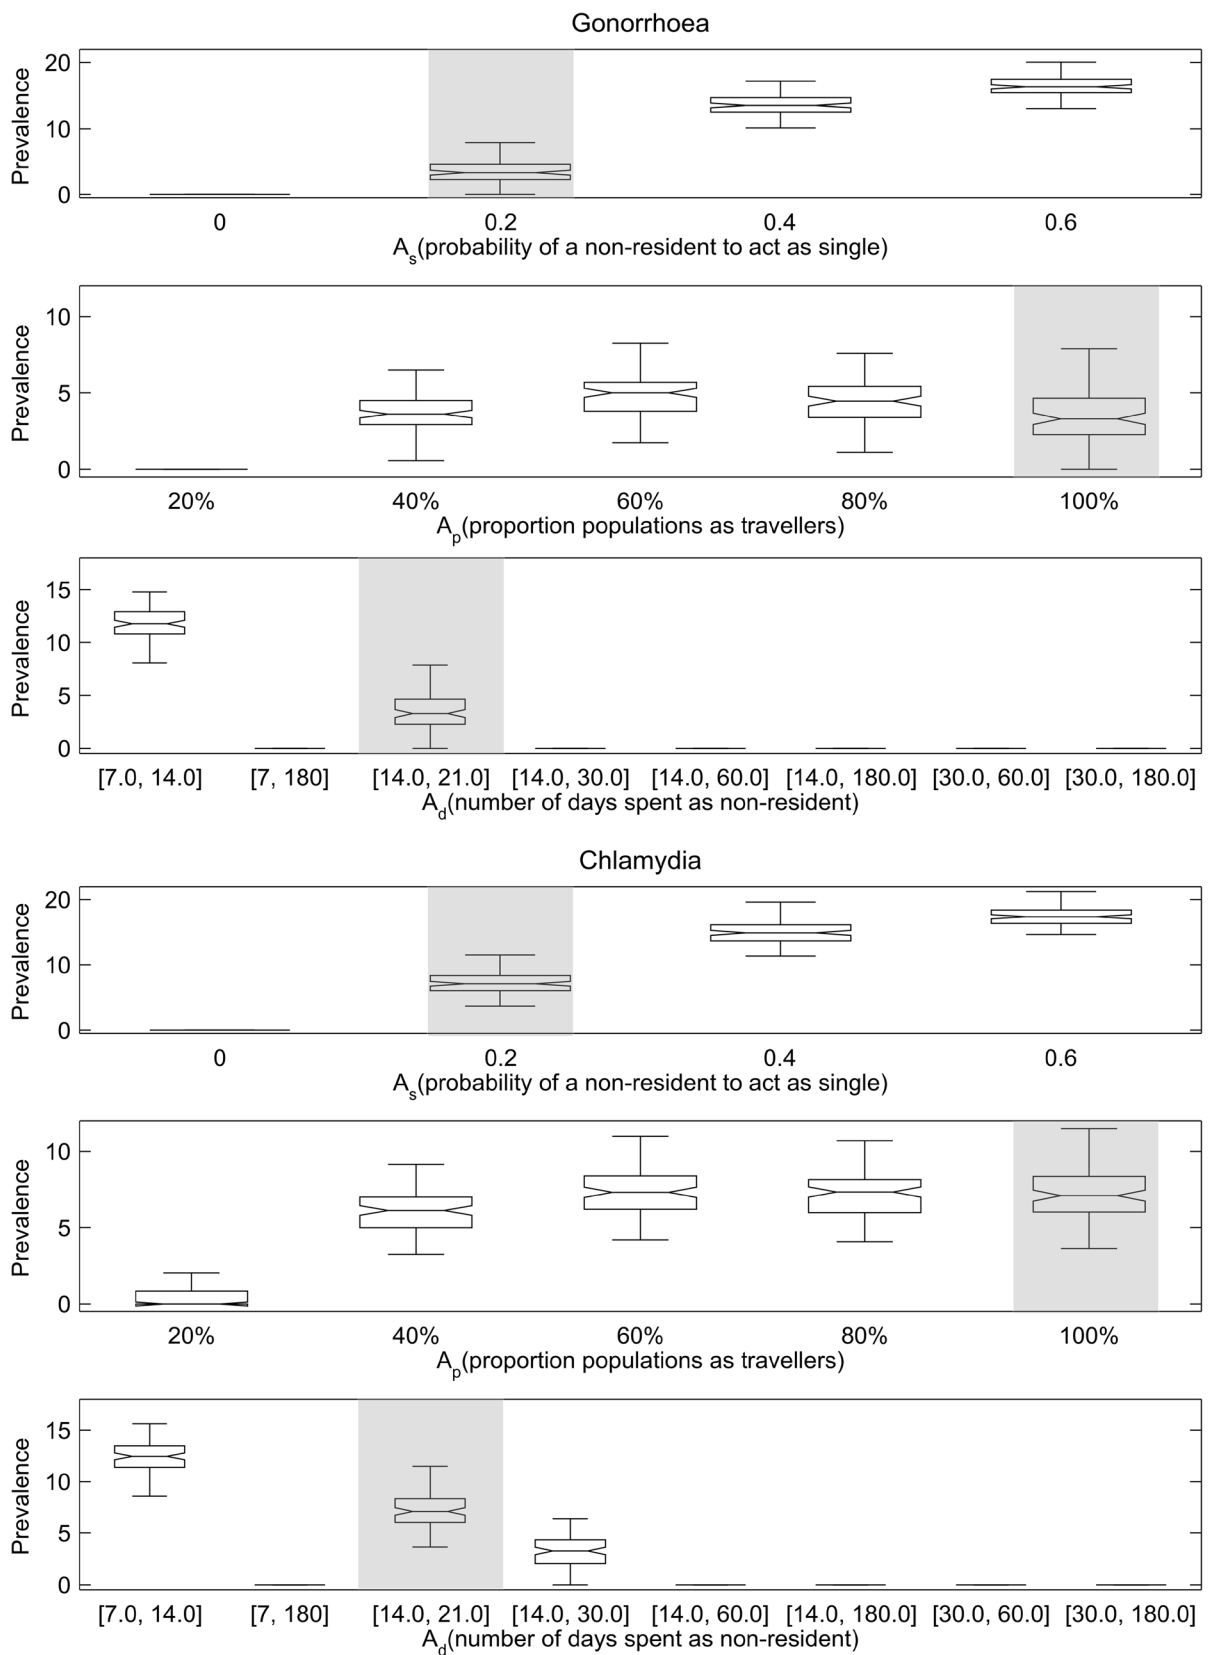 Gonorrhoea
Prevalence
20
10
0
0 0.2 0.4 0.6
As(probability of a non-resident to act as single)
Prevalence
10
5
0
20% 40% 60% 80% 100%
Ap(proportion populations as travellers)
Prevalence
15
10
5
0
[7.0, 14.0] [7, 180] [14.0, 21.0] [14.0, 30.0] [14.0, 60.0] [14.0, 180.0] [30.0, 60.0] [30.0, 180.0]
Ad(number of days spent as non-resident)
Chlamydia
Prevalence
20
10
0
0 0.2 0.4 0.6
As(probability of a non-resident to act as single)
Prevalence
10
5
0
20% 40% 60% 80% 100%
Ap(proportion populations as travellers)
Prevalence
15
10
5
0
[7.0, 14.0] [7, 180] [14.0, 21.0] [14.0, 30.0] [14.0, 60.0] [14.0, 180.0] [30.0, 60.0] [30.0, 180.0]
Ad(number of days spent as non-resident)